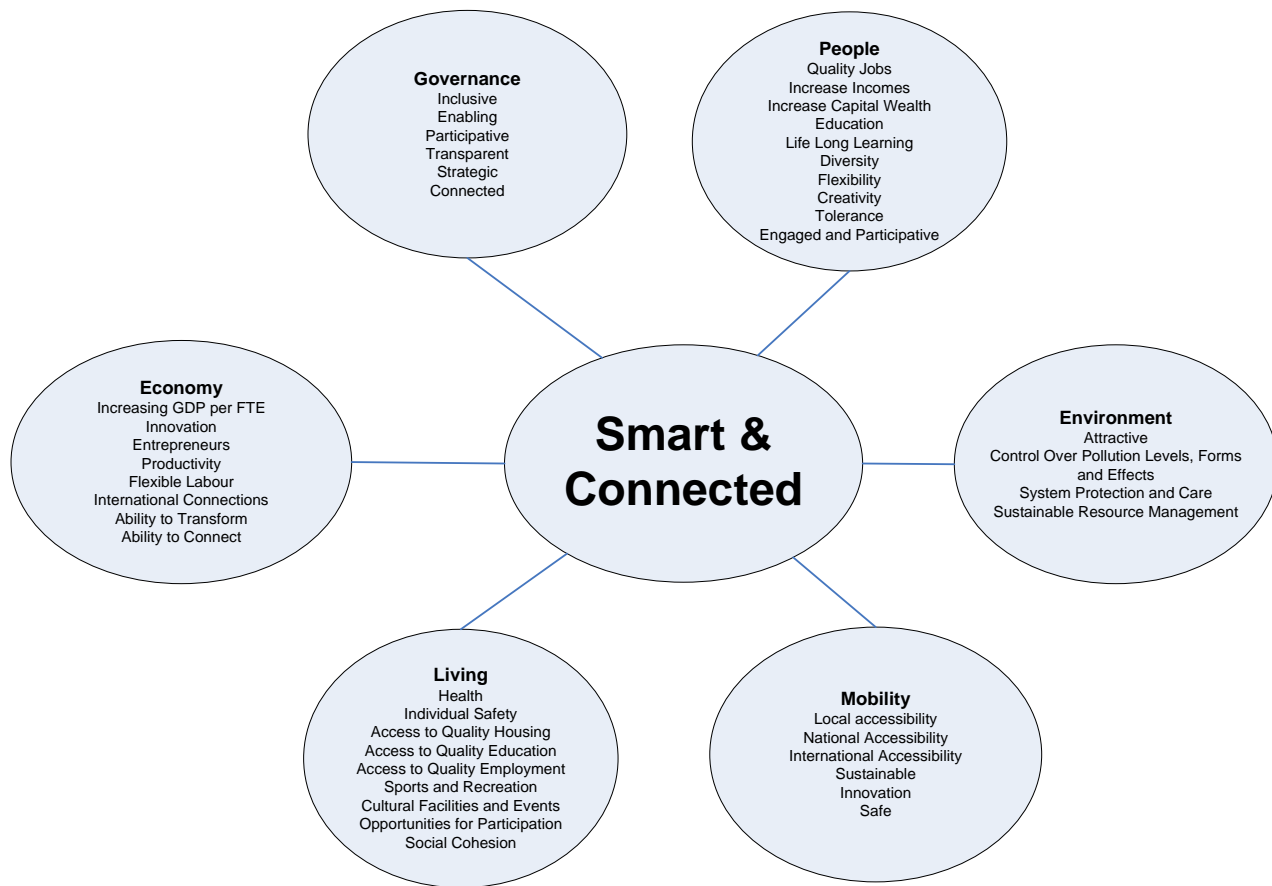 Governance
Inclusive
Enabling
Participative
Transparent
Strategic
Connected
People
Quality Jobs
Increase Incomes
Increase Capital Wealth
Education
Life Long Learning
Diversity
Flexibility
Creativity
Tolerance
Engaged and Participative
Economy
Increasing GDP per FTE
Innovation
Entrepreneurs
Productivity
Flexible Labour
International Connections
Ability to Transform
Ability to Connect
Smart &
Connected
Environment
Attractive
Control Over Pollution Levels, Forms
and Effects
System Protection and Care
Sustainable Resource Management
Living
Health
Individual Safety
Access to Quality Housing
Access to Quality Education
Access to Quality Employment
Sports and Recreation
Cultural Facilities and Events
Opportunities for Participation
Social Cohesion
Mobility
Local accessibility
National Accessibility
International Accessibility
Sustainable
Innovation
Safe